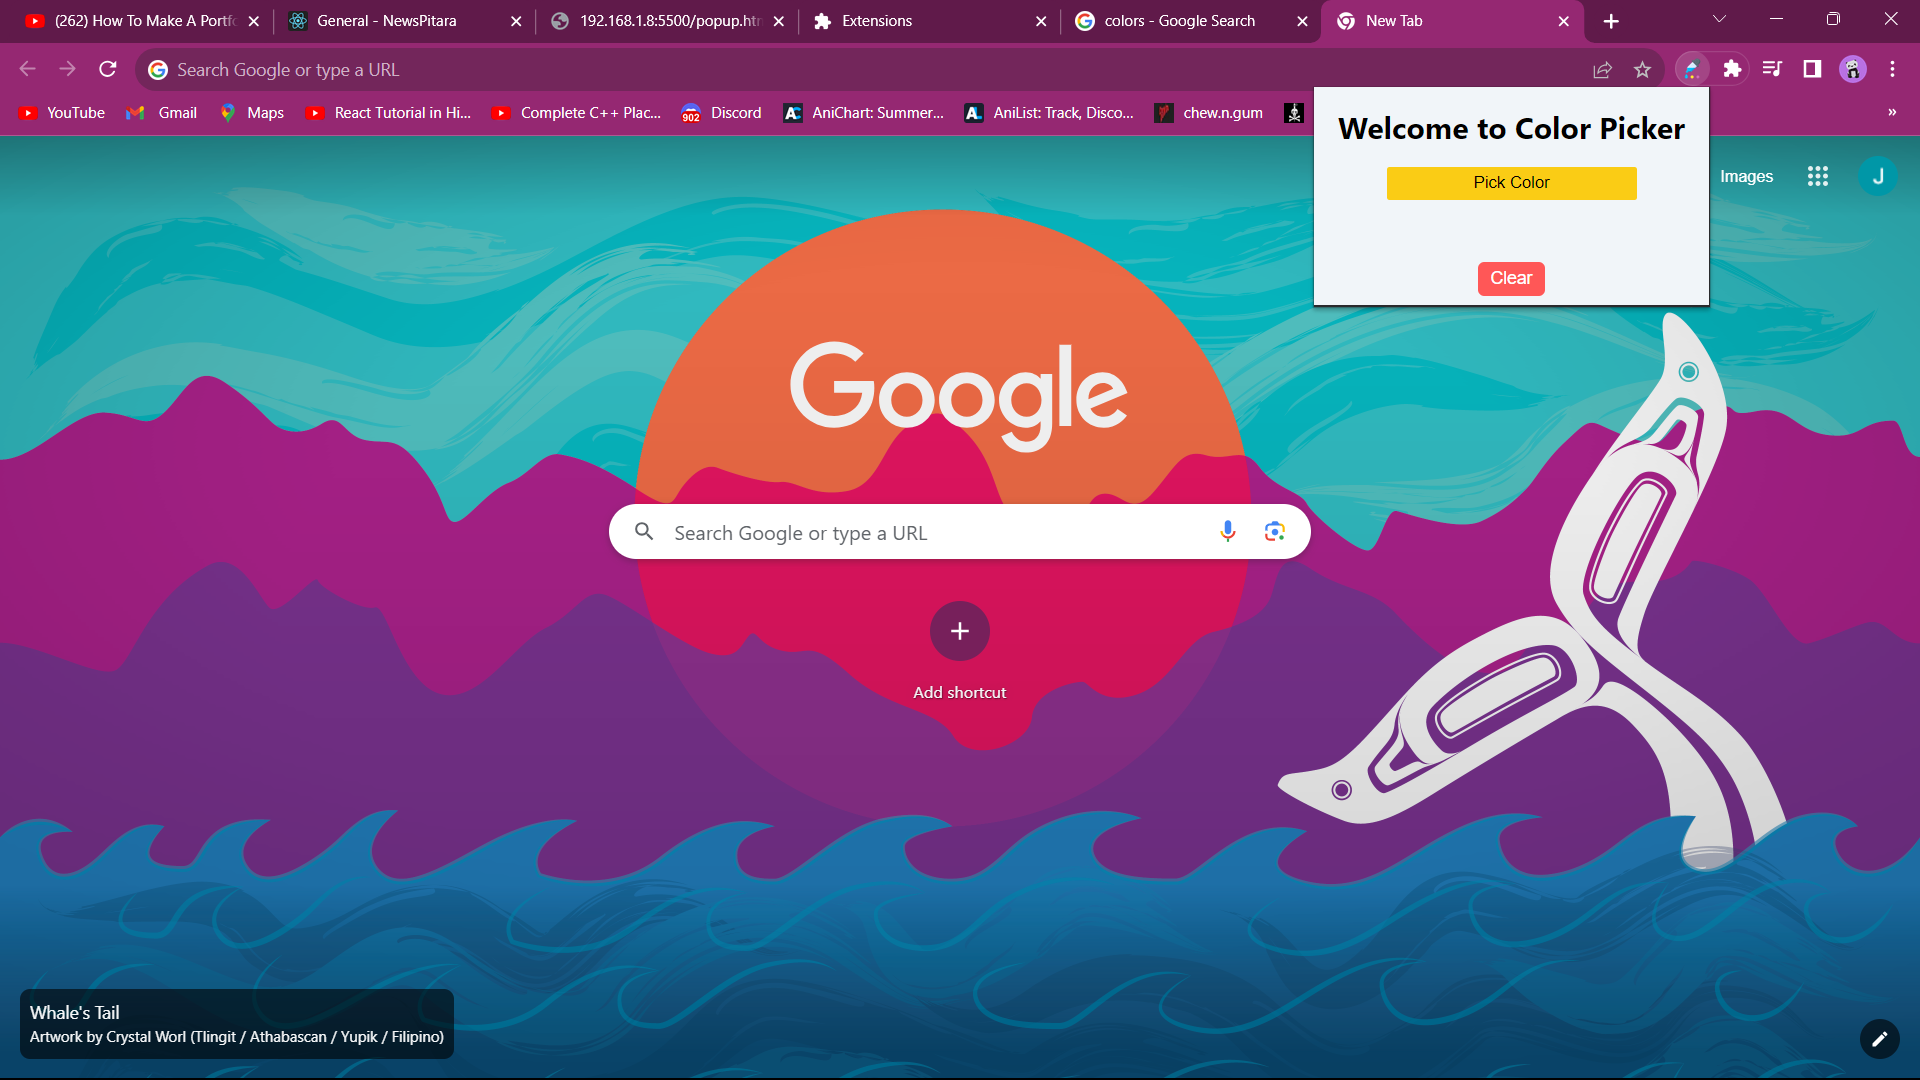 (262) How To Make A Portfo
General - NewsPitara
192.168.1.8:5500/popup.htm
Extensions
colors - Google Search
New Tab
Search Google or type a URL
YouTube
Gmail
Maps
React Tutorial in Hi...
Complete C++ Plac...
902
Discord
AniChart: Summer...
AniList: Track, Disco...
chew.n.gum
Welcome to Color Picker
Pick Color
Clear
Images
J
Google
Search Google or type a URL
Add shortcut
Whale's Tail
Artwork by Crystal Worl (Tlingit / Athabascan / Yupik / Filipino)